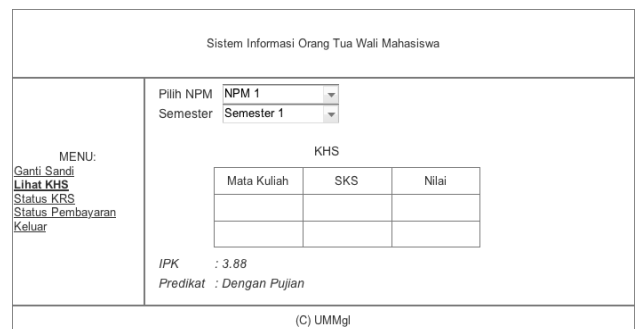 Sistem Informasi Orang Tua Wali Mahasiswa
MENU:
Ganti Sandi
Lihat KHS
Status KRS
Status Pembayaran
Keluar
Pilih NPM NPM 1
Semester Semester 1
KHS
Mata Kuliah SKS Nilai
IPK : 3.88
Predikat : Dengan Pujian
(C) UMMgl